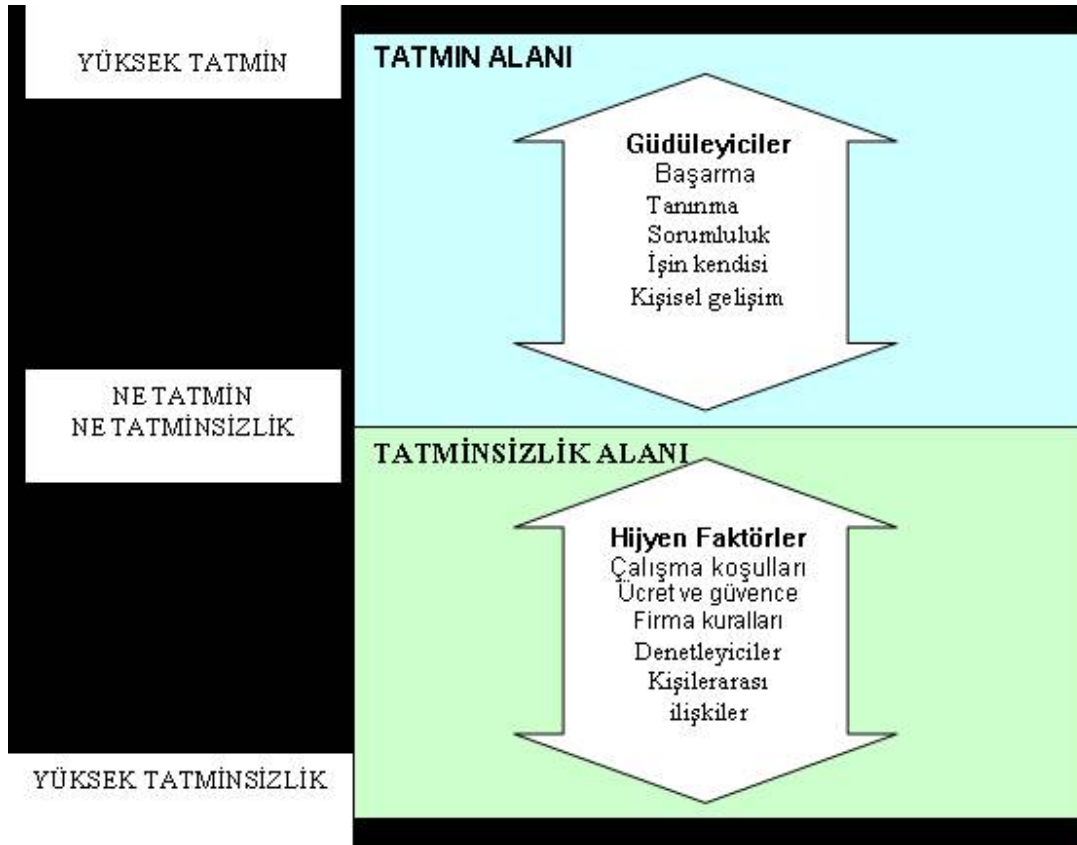 YÜKSEK TATMİN
TATMIN ALANI
Güdüleyiciler
Başarma
Tanınma
Sorumluluk
İşin kendisi
Kişisel gelişim
NE TATMİN
NE TATMİNSİZLİK
TATMİNSİZLİK ALANI
Hijyen Faktörler
Çalışma koşulları
Ücret ve güvence
Firma kuralları
Denetleyiciler
Kişilerarası
ilişkiler
YÜKSEK TATMİNSİZLİK